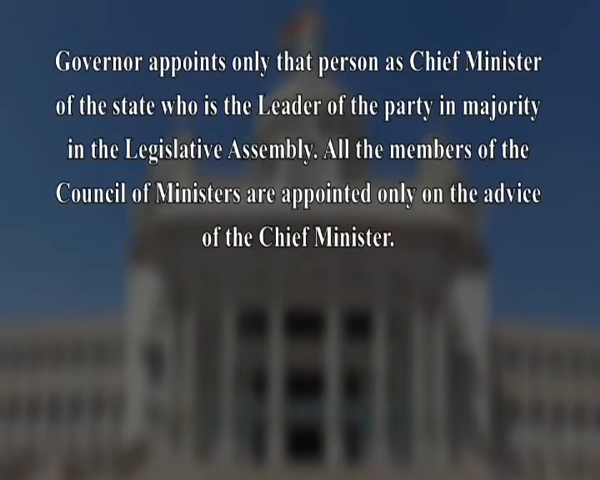 Governor appoints only that person as Chief Minister
of the state who is the Leader of the party in majority
in the Legislative Assembly. All the members of the
Council of Ministers are appointed only on the advice
of the Chief Minister.